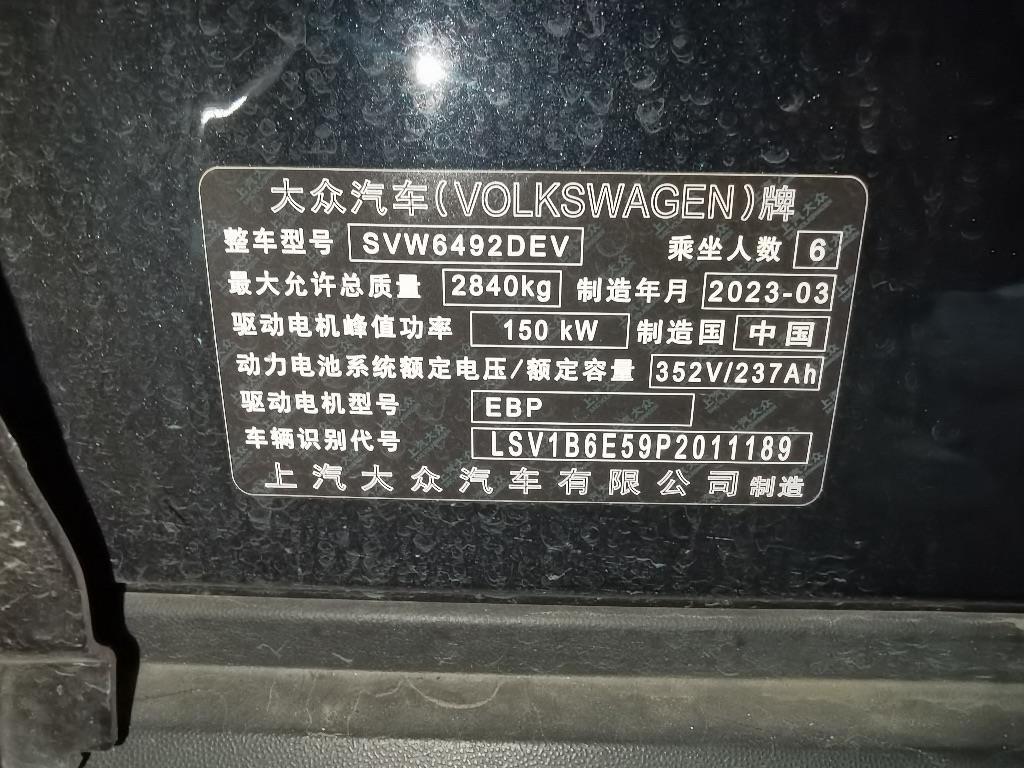 大众汽车(VOLKSWAGEN)牌
整车型号 SVW6492DEV 乘坐人数 6
最大允许总质量 2840kg 制造年月 2023-03
驱动电机峰值功率 150 kW 制造国 中国
动力电池系统额定电压/额定容量 352V/237Ah
驱动电机型号 EBP
车辆识别代号 LSV1B6E59P2011189
上汽大众汽车有限公司 制造